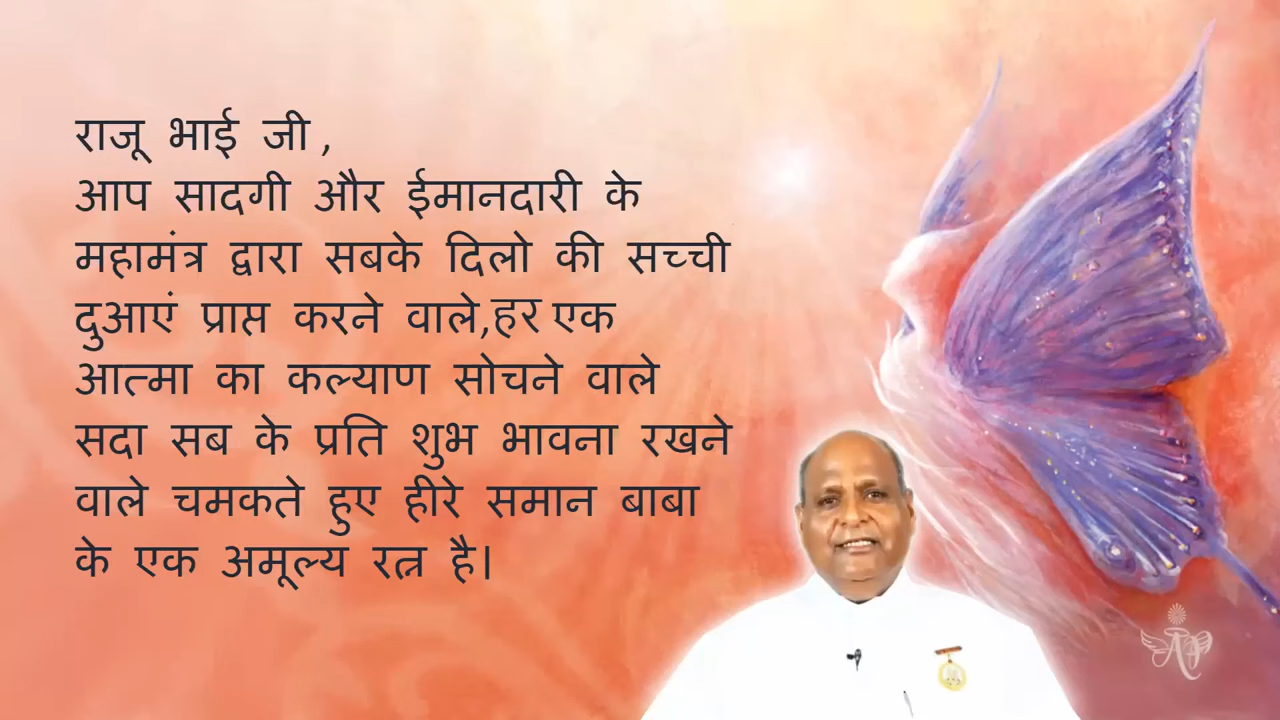 राजू भाई जी,
आप सादगी और ईमानदारी के
महामंत्र द्वारा सबके दिलो की सच्ची
दुआएं प्राप्त करने वाले,हर एक
आत्मा का कल्याण सोचने वाले
सदा सब के प्रति शुभ भावना रखने
वाले चमकते हुए हीरे समान बाबा
के एक अमूल्य रत्न है।